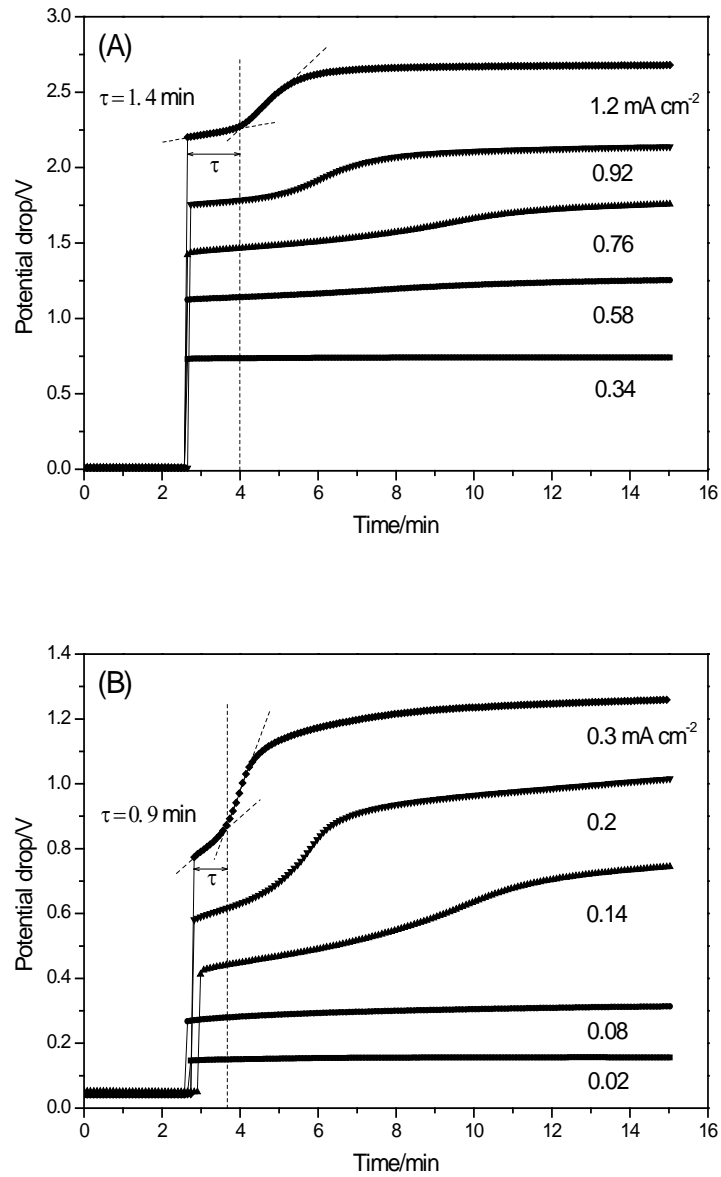 3.0
(A)
2.5
τ=1.4 min
1.2 mA cm-2
τ
2.0
0.92
1.5
0.76
1.0
0.58
0.5
0.34
0.0
Potential drop/V
0 2 4 6 8 10 12 14 16
Time/min
1.4
(B)
1.2
0.3 mA cm-2
1.0
τ=0.9 min
0.2
0.8
τ
0.6
0.14
0.4
0.2
0.08
0.02
0.0
Potential drop/V
0 2 4 6 8 10 12 14 16
Time/min